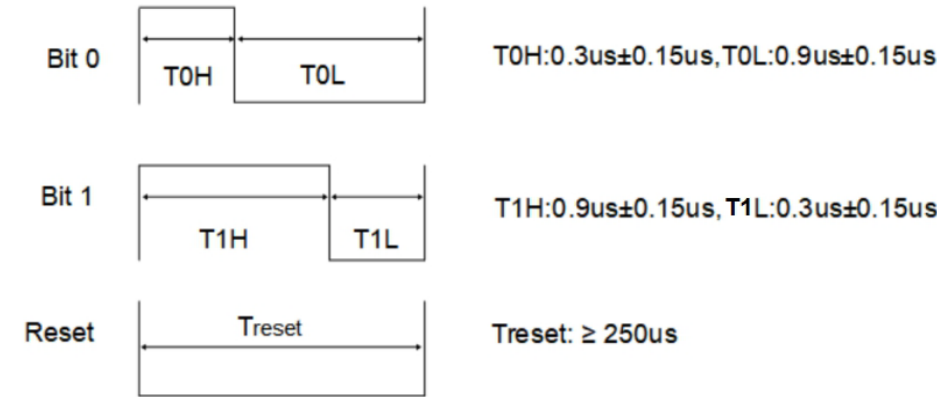 Bit 0
T0H
T0L
T0H:0.3us±0.15us,T0L:0.9us±0.15us
Bit 1
T1H
T1L
T1H:0.9us±0.15us,T1L:0.3us±0.15us
Reset
Treset
Treset: ≥ 250us